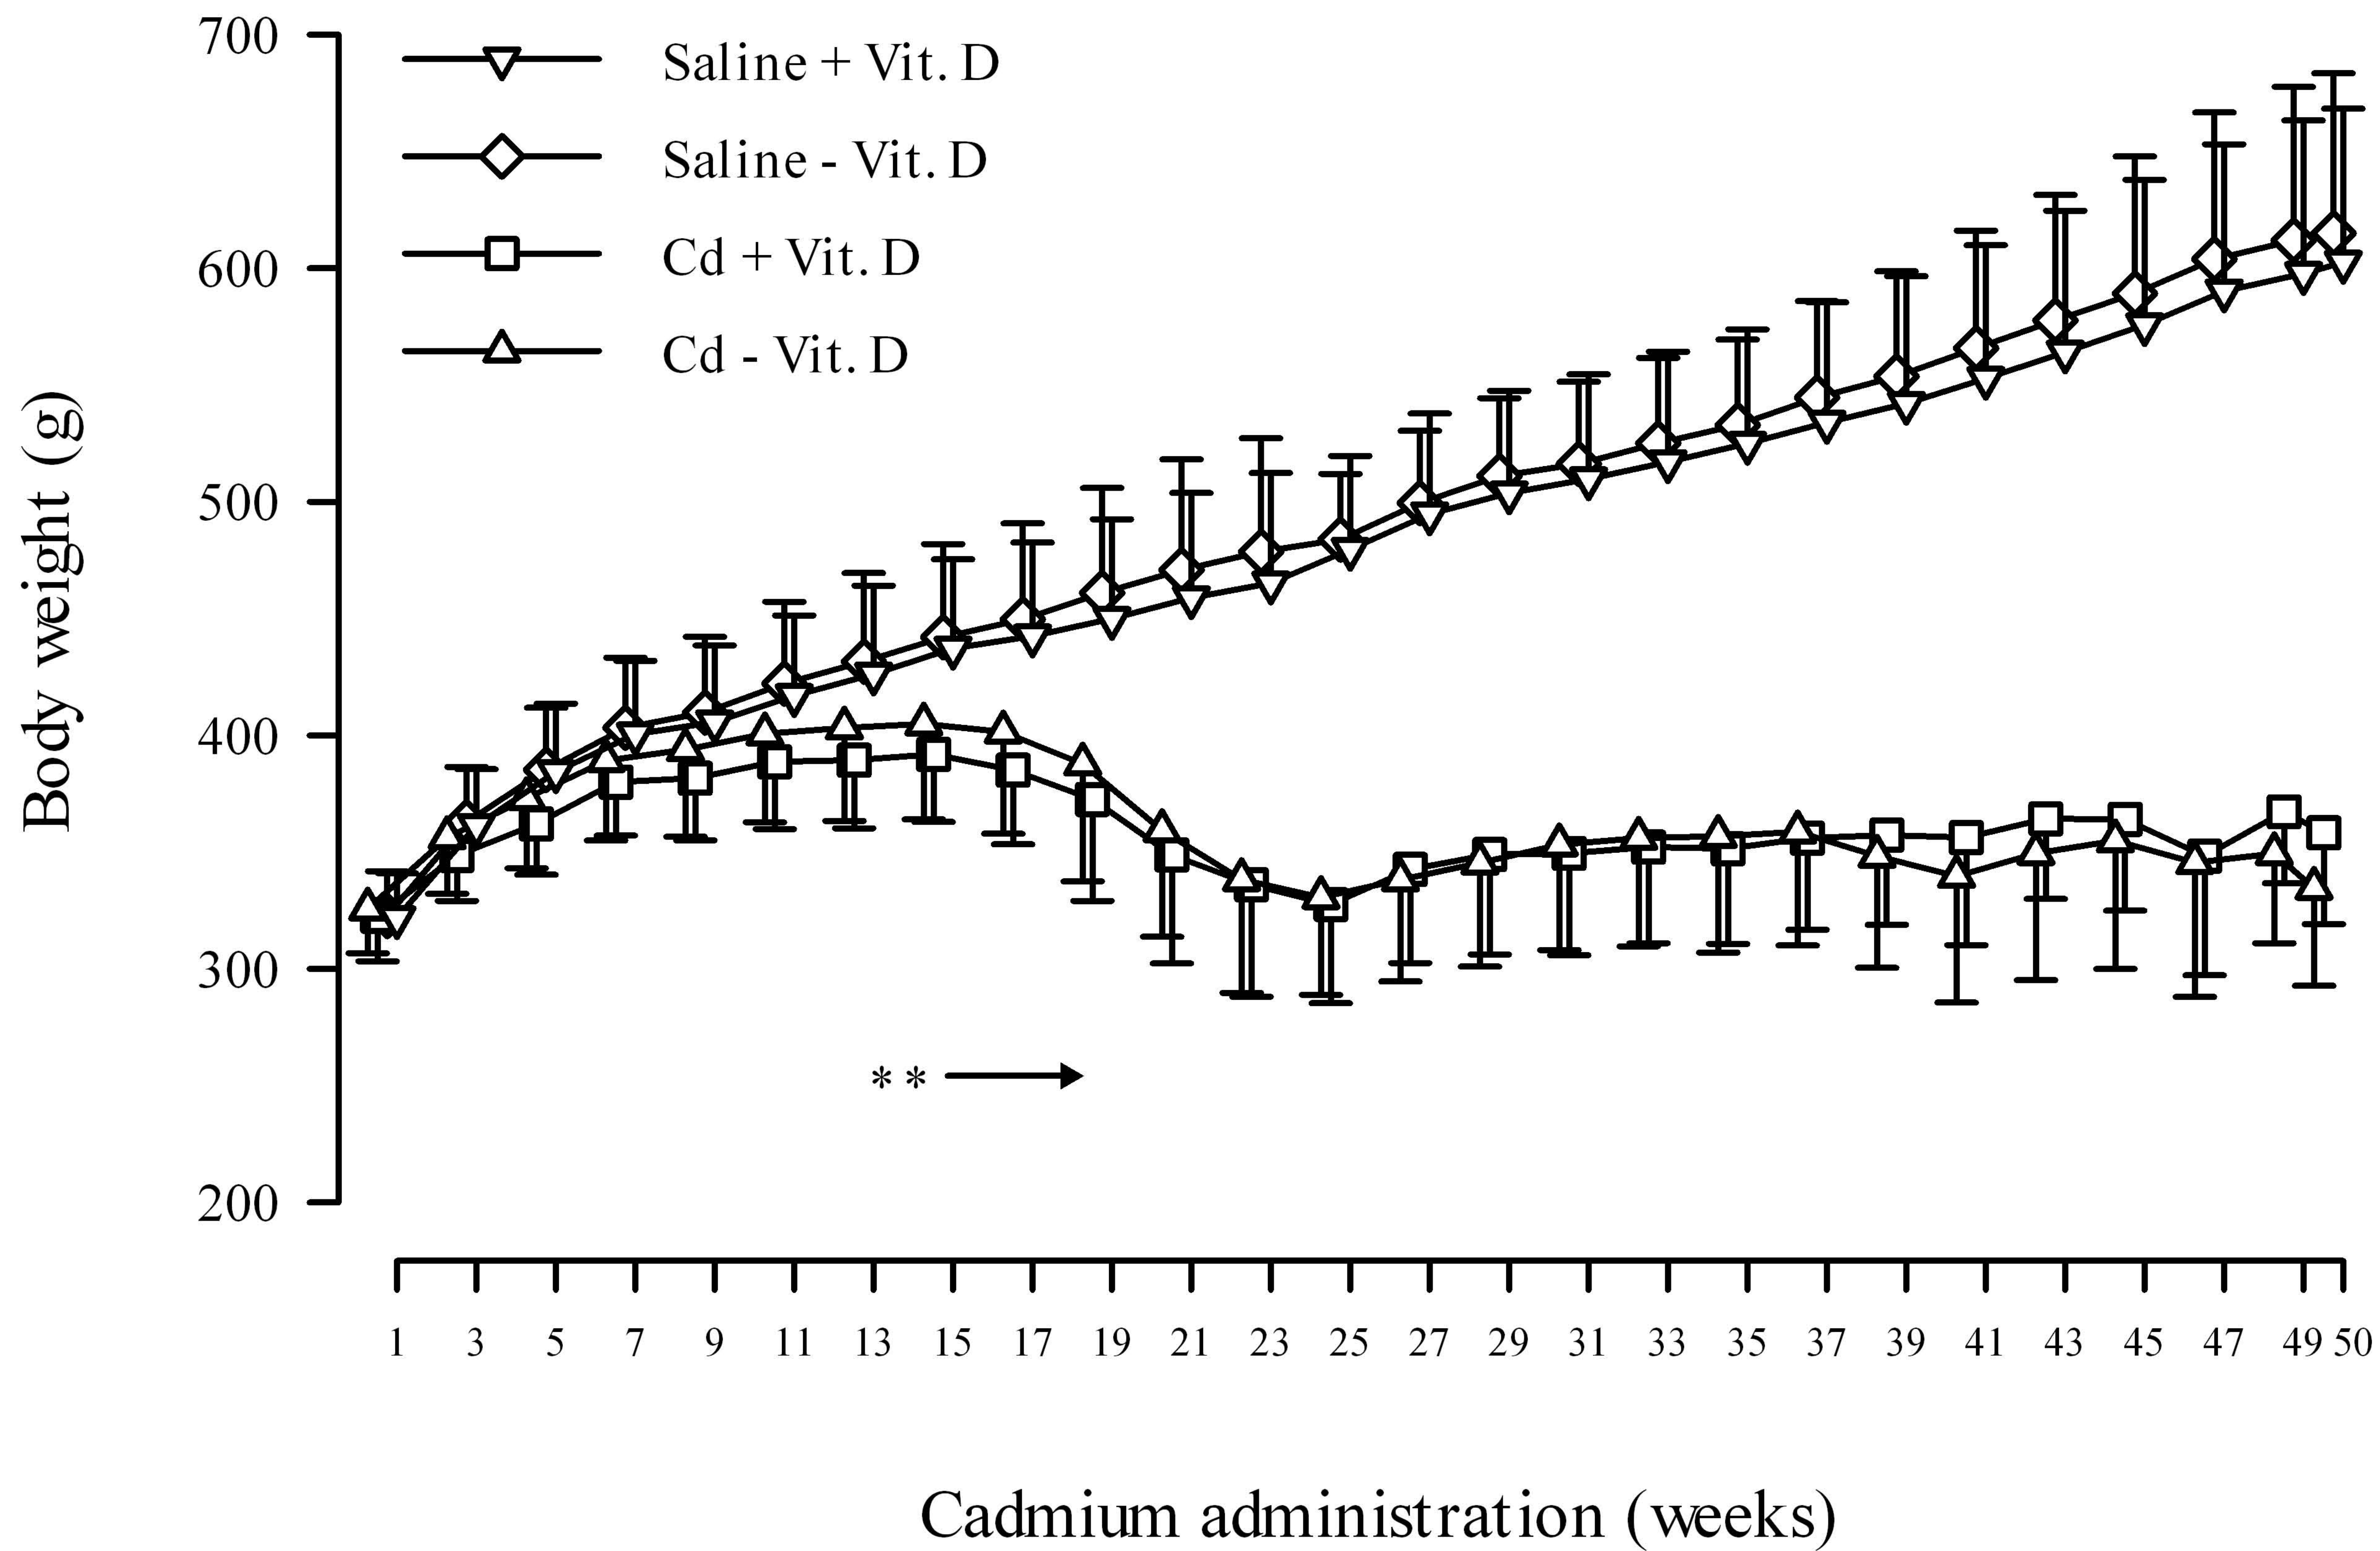 700
600
500
400
300
200
Body weight (g)
Saline + Vit. D
Saline - Vit. D
Cd + Vit. D
Cd - Vit. D
**
1 3 5 7 9 11 13 15 17 19 21 23 25 27 29 31 33 35 37 39 41 43 45 47 49 50
Cadmium administration (weeks)